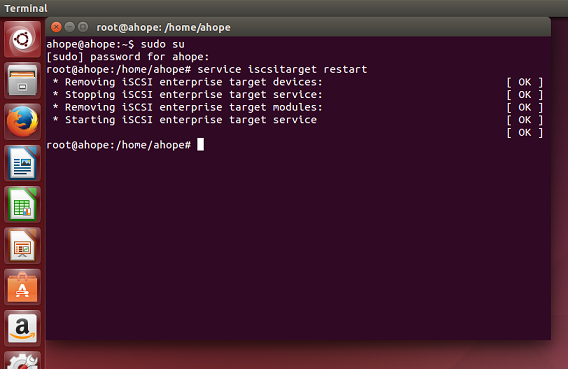 Terminal
root@ahope: /home/ahope
ahope@ahope:~$ sudo su
[sudo] password for ahope:
root@ahope:/home/ahope# service iscsitarget restart
 * Removing iSCSI enterprise target devices: [ OK ]
 * Stopping iSCSI enterprise target service: [ OK ]
 * Removing iSCSI enterprise target modules: [ OK ]
 * Starting iSCSI enterprise target service [ OK ]
[ OK ]
root@ahope:/home/ahope#